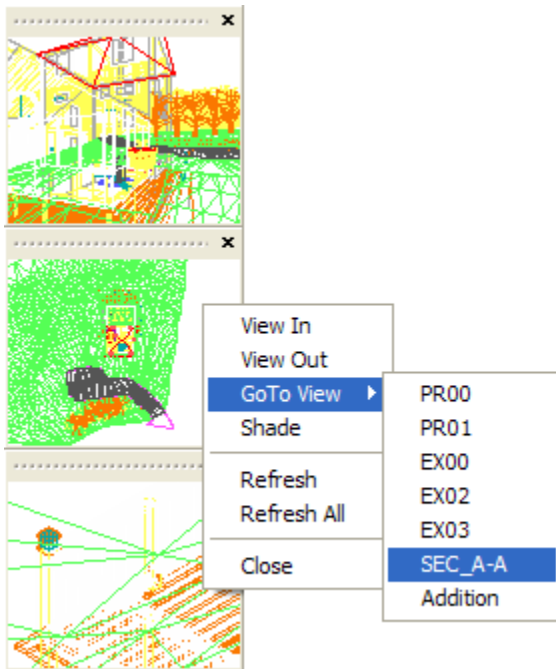 View In
View Out
GoTo View
Shade
Refresh
Refresh All
Close
PR00
PR01
EX00
EX02
EX03
SEC_A-A
Addition